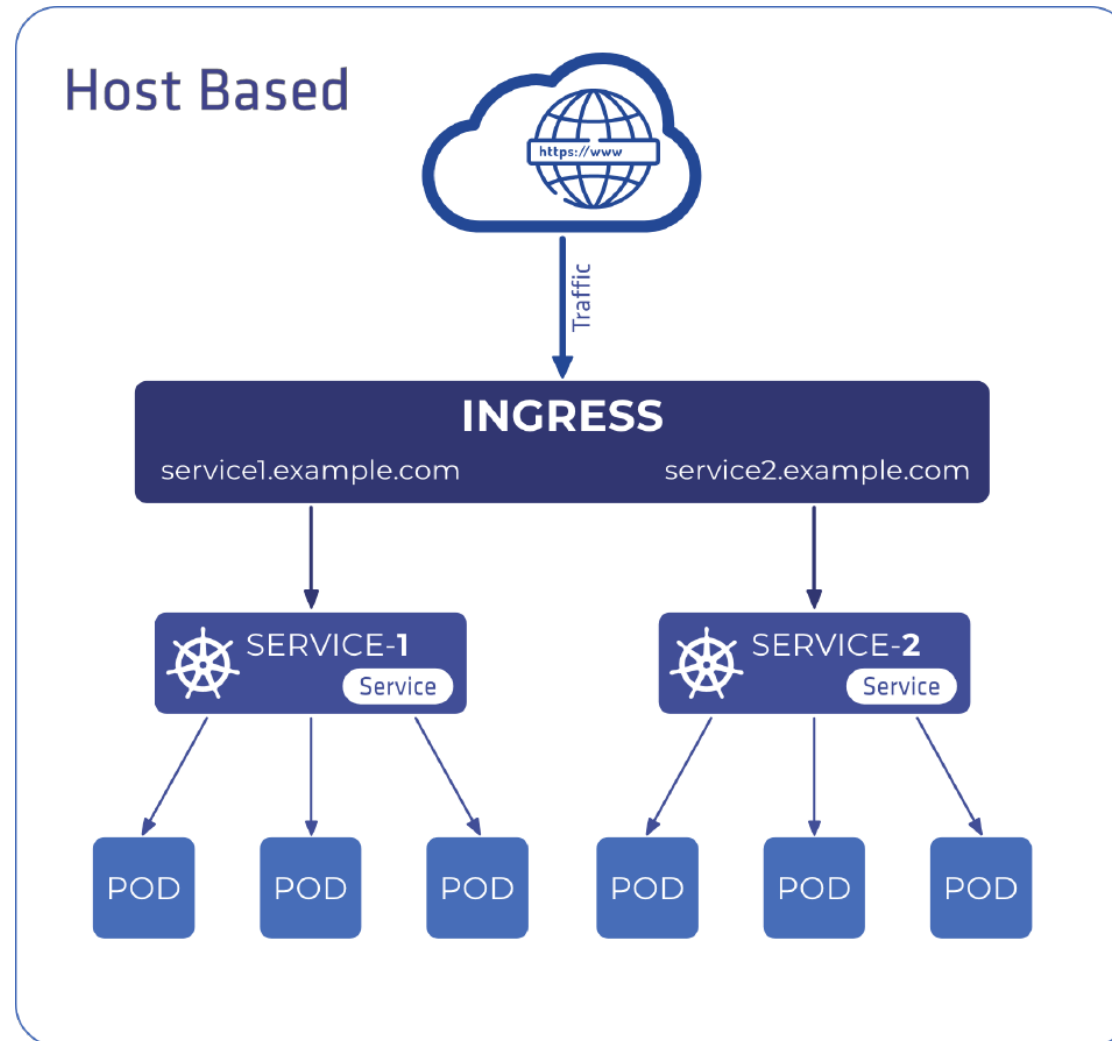 Host Based
https://www
Traffic
INGRESS
service1.example.com
service2.example.com
SERVICE-1
Service
SERVICE-2
Service
POD
POD
POD
POD
POD
POD